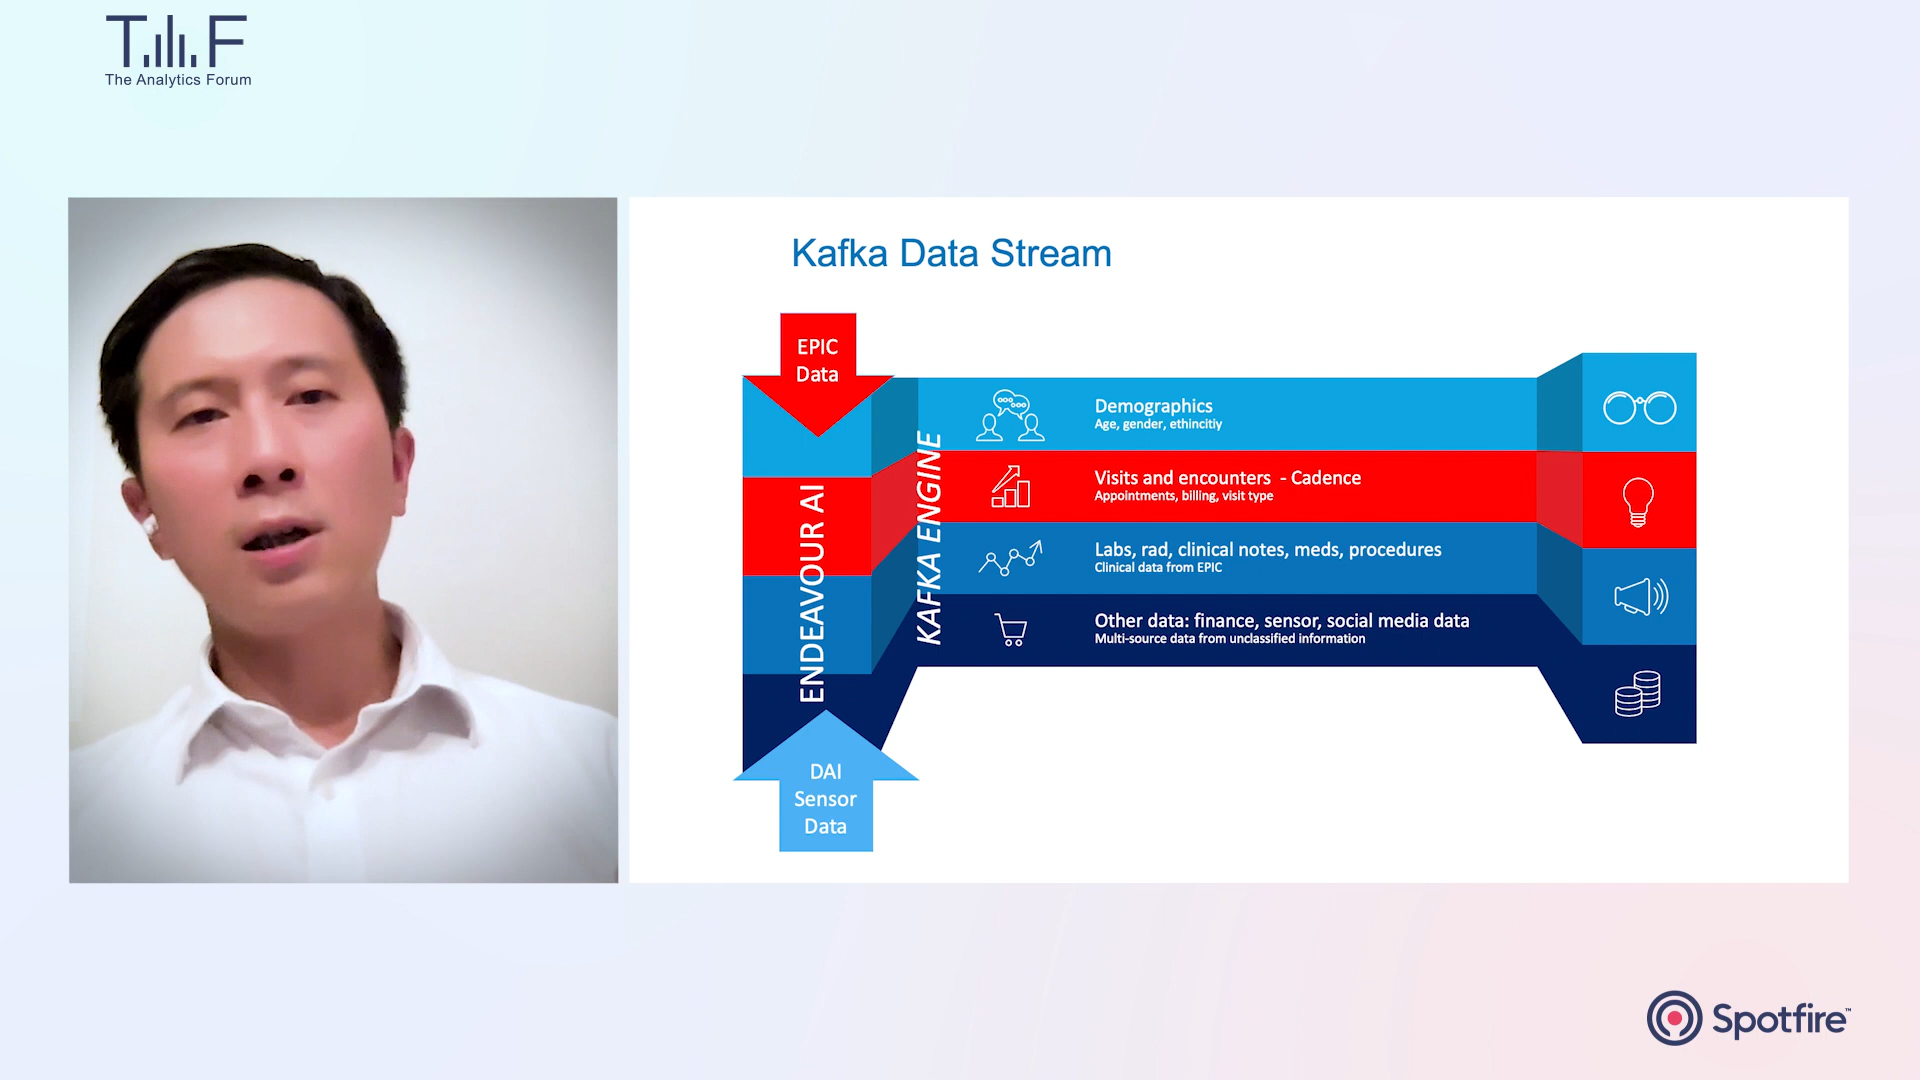 T F
The Analytics Forum
Kafka Data Stream
EPIC
Data
ENDEAVOUR AI
DAI
Sensor
Data
KAFKA ENGINE
Demographics
Age, gender, ethincitiy
Visits and encounters - Cadence
Appointments, billing, visit type
Labs, rad, clinical notes, meds, procedures
Clinical data from EPIC
Other data: finance, sensor, social media data
Multi-source data from unclassified information
Spotfire™